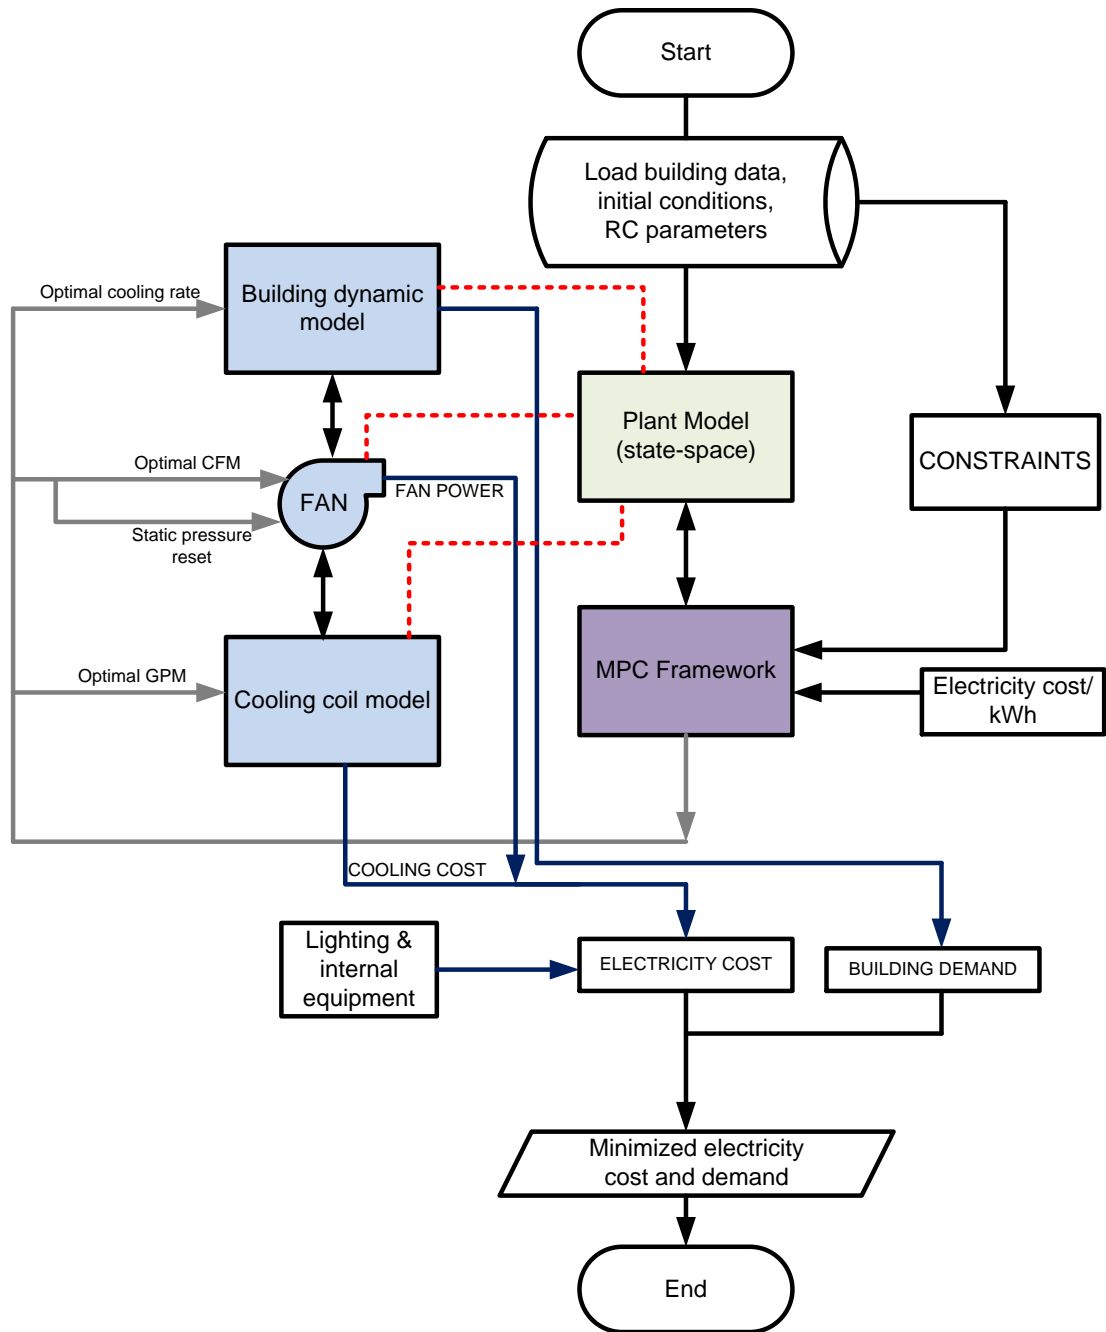 Start
Load building data,
initial conditions,
RC parameters
Optimal cooling rate
Building dynamic
model
Plant Model
(state-space)
CONSTRAINTS
Optimal CFM
FAN
FAN POWER
Static pressure
reset
Optimal GPM
Cooling coil model
MPC Framework
Electricity cost/
kWh
COOLING COST
Lighting &
internal
equipment
ELECTRICITY COST
BUILDING DEMAND
Minimized electricity
cost and demand
End